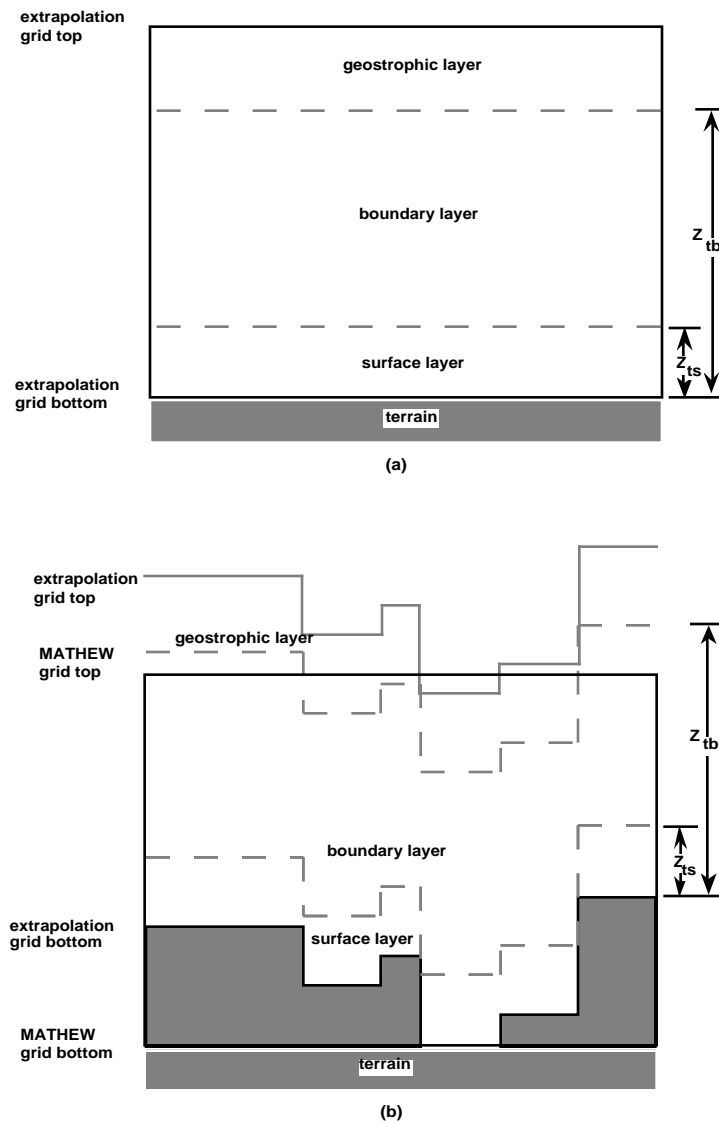 extrapolation
grid top
geostrophic layer
boundary layer
Z tb
surface layer
Z ts
extrapolation
grid bottom
terrain
(a)
extrapolation
grid top
geostrophic layer
MATHEW
grid top
Z tb
boundary layer
Z ts
extrapolation
grid bottom
surface layer
MATHEW
grid bottom
terrain
(b)